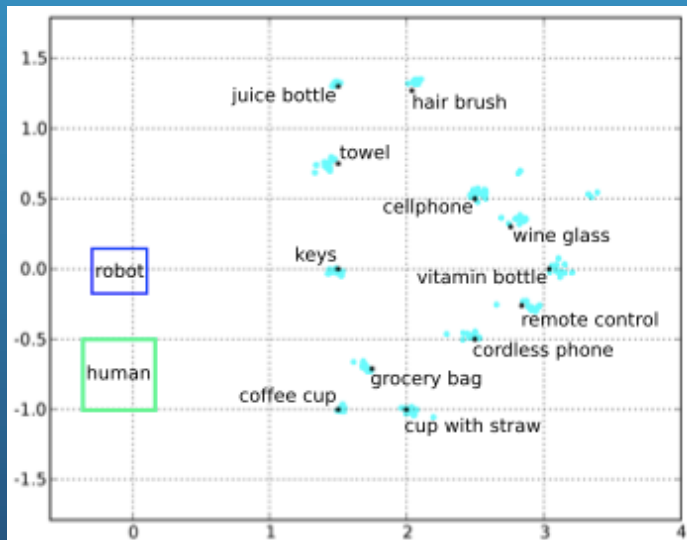 1.5
juice bottle
hair brush
1.0
towel
0.5
cellphone
wine glass
keys
0.0
robot
vitamin bottle
remote control
-0.5
cordless phone
human
grocery bag
coffee cup
-1.0
cup with straw
-1.5
0 1 2 3 4